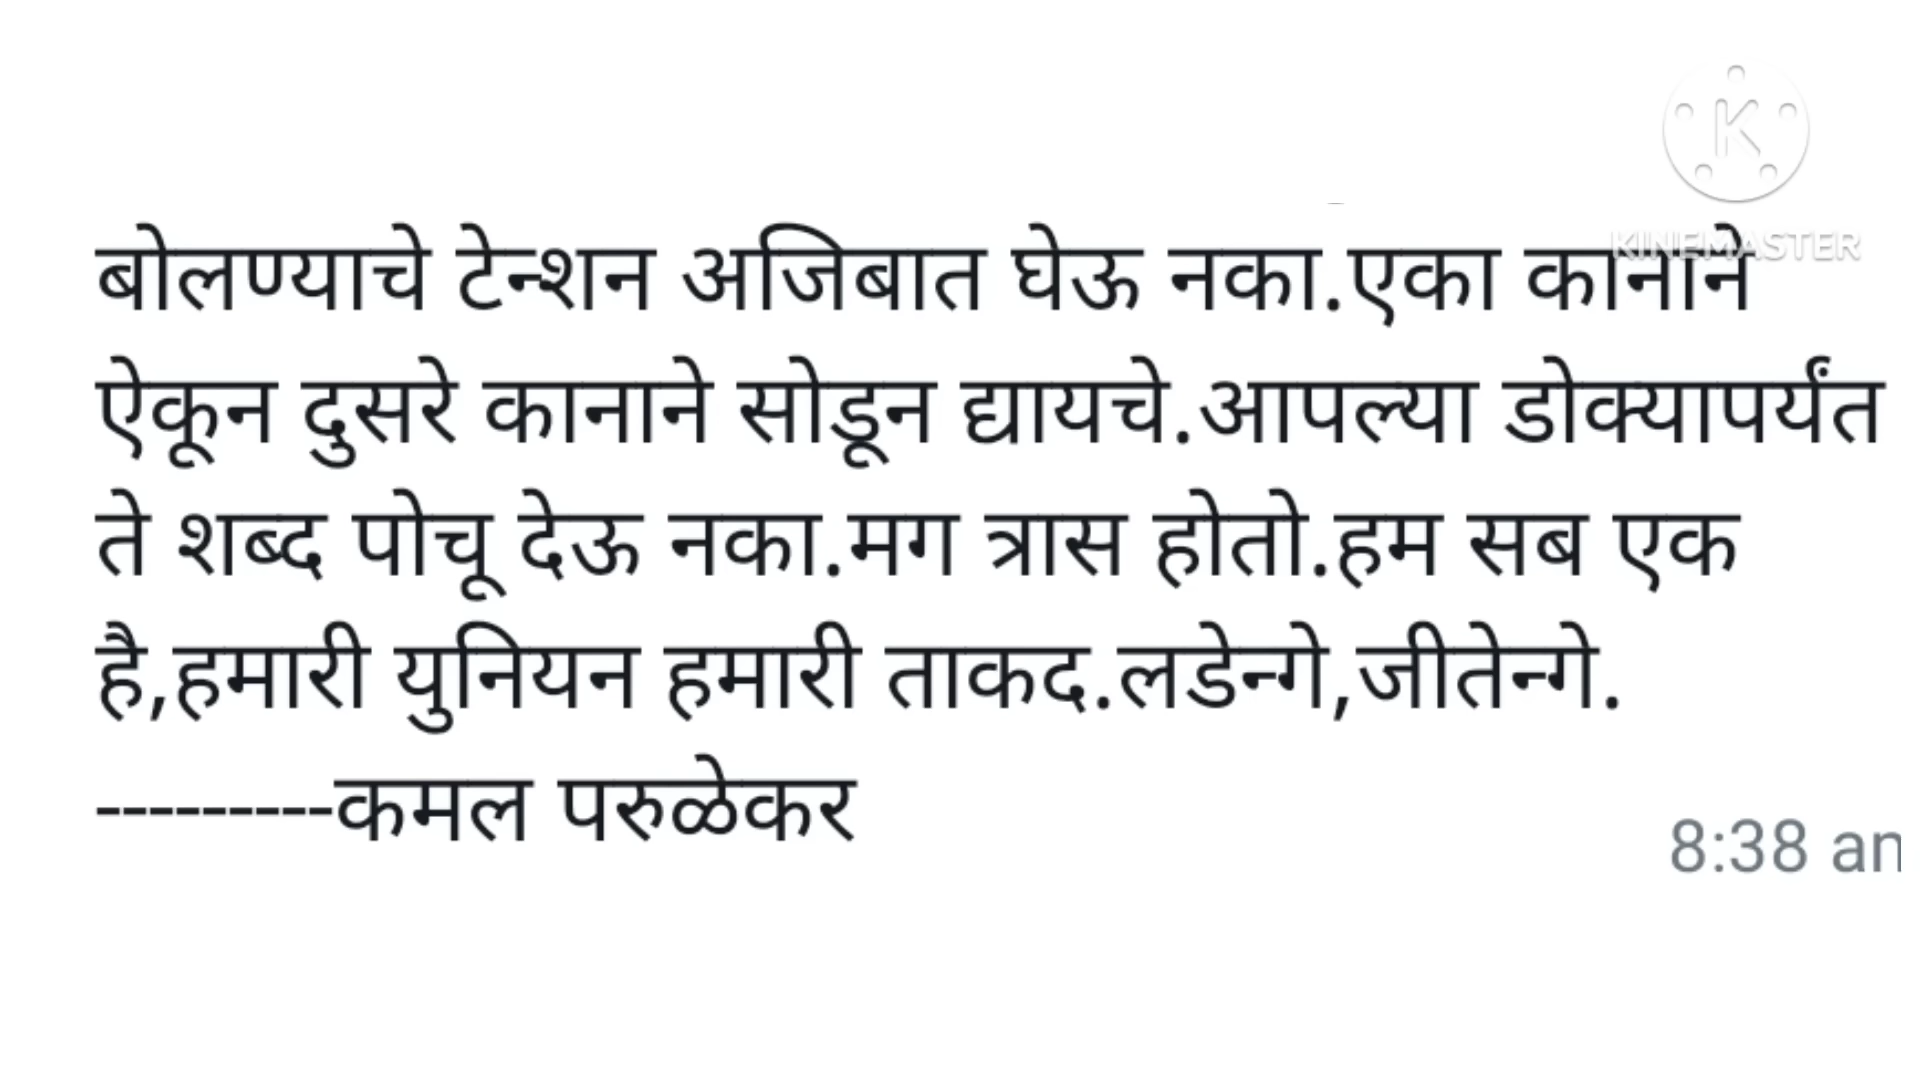 KINEMASTER
बोलण्याचे टेन्शन अजिबात घेऊ नका.एका कानाने
ऐकून दुसरे कानाने सोडून द्यायचे.आपल्या डोक्यापर्यंत
ते शब्द पोचू देऊ नका.मग त्रास होतो.हम सब एक
है,हमारी युनियन हमारी ताकद.लडेन्गे,जीतेन्गे.
---------कमल परुळेकर
8:38 an